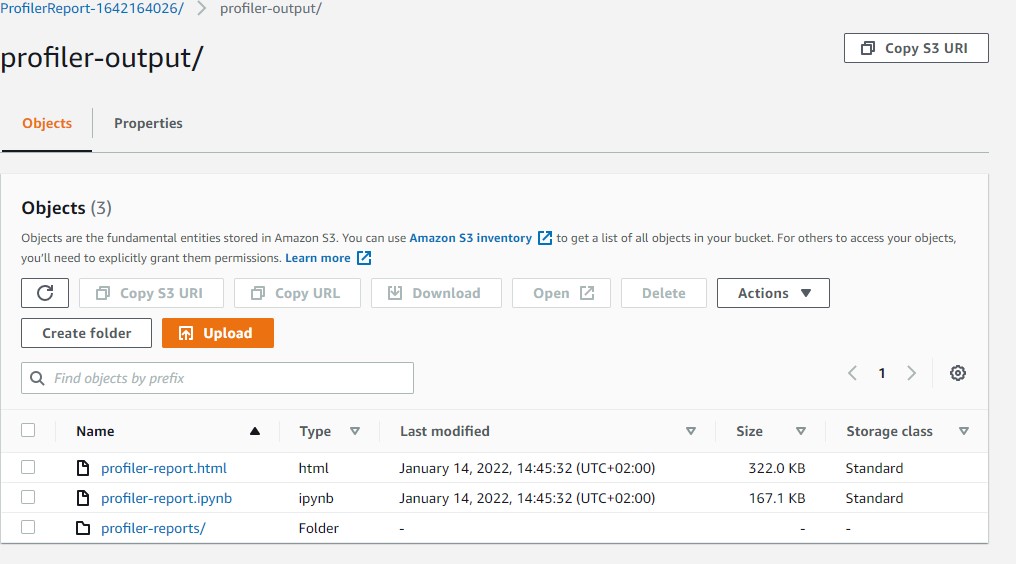 ProfilerReport-1642164026/ > profiler-output/
profiler-output/
Copy S3 URI
Objects
Properties
Objects (3)
Objects are the fundamental entities stored in Amazon S3. You can use Amazon S3 inventory to get a list of all objects in your bucket. For others to access your objects,
you'll need to explicitly grant them permissions. Learn more
Copy S3 URI Copy URL Download Open Delete Actions
Create folder Upload
Find objects by prefix
1
Name Type Last modified Size Storage class
profiler-report.html html January 14, 2022, 14:45:32 (UTC+02:00) 322.0 KB Standard
profiler-report.ipynb ipynb January 14, 2022, 14:45:32 (UTC+02:00) 167.1 KB Standard
profiler-reports/ Folder - - -